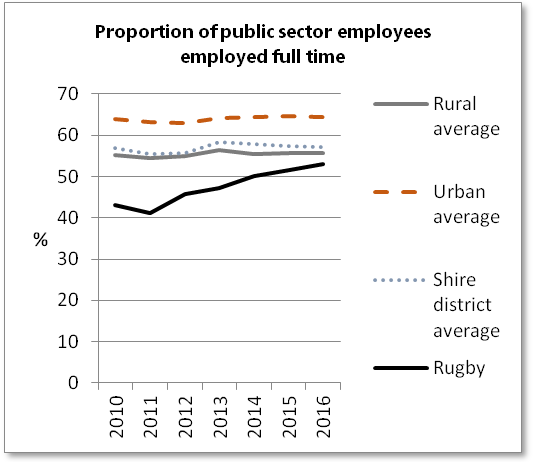 Proportion of public sector employees
employed full time
70
60
50
40
30
20
10
0
%
2010
2011
2012
2013
2014
2015
2016
Rural
average
Urban
average
Shire
district
average
Rugby